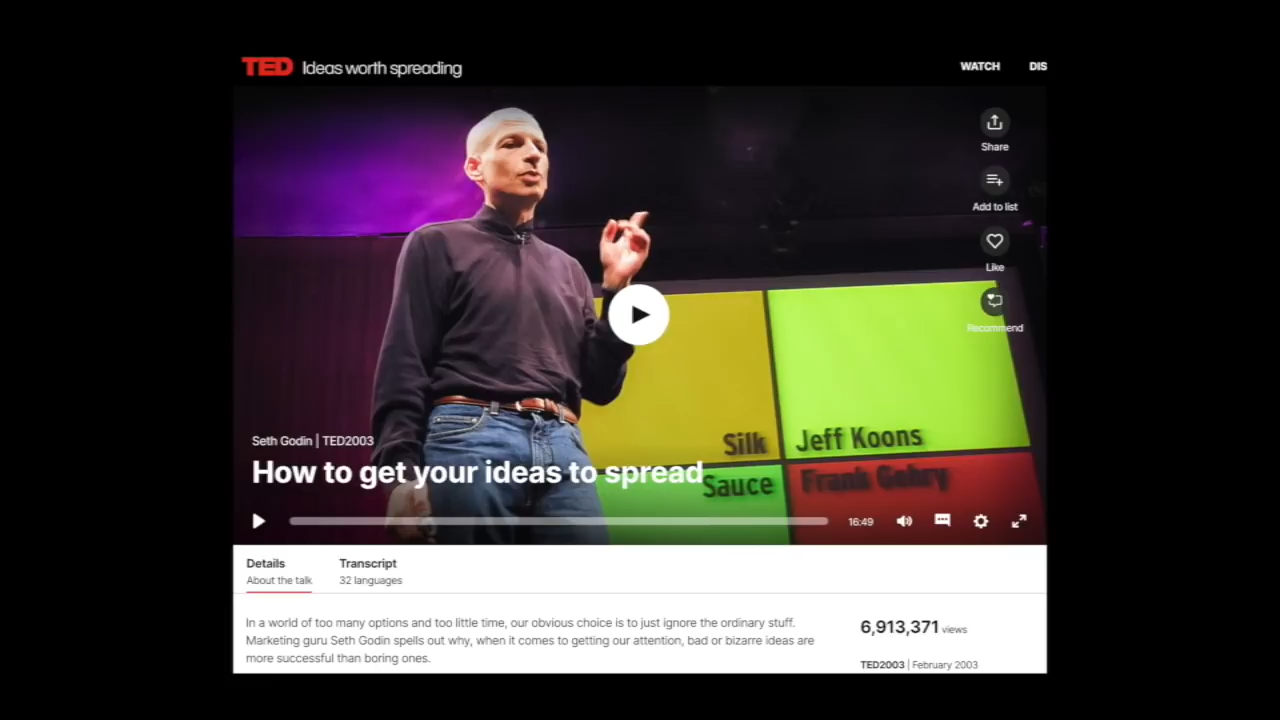 TED Ideas worth spreading
WATCH
DIS
Share
Add to list
Like
Recommend
Silk
Jeff Koons
Sauce
Frank Gehry
Seth Godin | TED2003
How to get your ideas to spread
16:49
Details
About the talk
Transcript
32 languages
In a world of too many options and too little time, our obvious choice is to just ignore the ordinary stuff.
Marketing guru Seth Godin spells out why, when it comes to getting our attention, bad or bizarre ideas are
more successful than boring ones.
6,913,371 views
TED2003 | February 2003